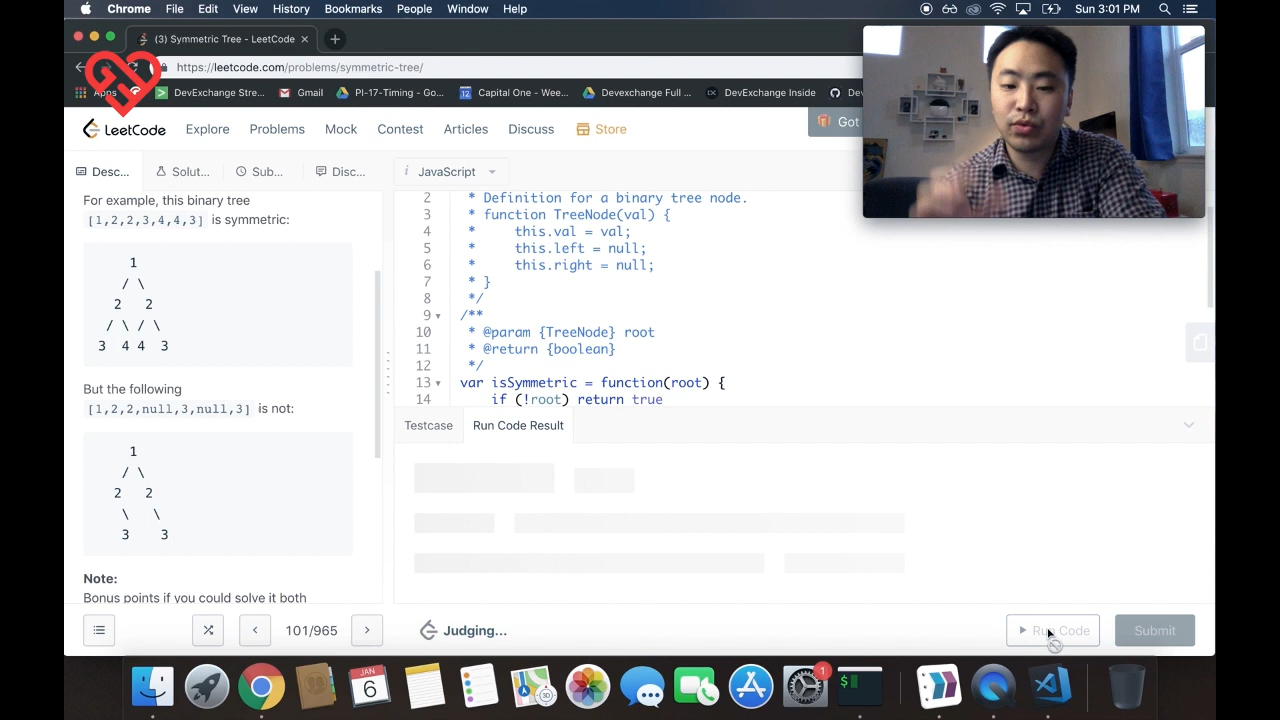 Chrome File Edit View History Bookmarks People Window Help Sun 3:01 PM
(3) Symmetric Tree - LeetCode
https://leetcode.com/problems/symmetric-tree/
Apps DevExchange Stre... Gmail PI-17-Timing - Go... Capital One - Wee... Devexchange Full ... DevExchange Inside
LeetCode Explore Problems Mock Contest Articles Discuss Store Got
Desc... Solut... Sub... Disc... i JavaScript
For example, this binary tree
[1,2,2,3,4,4,3] is symmetric:
1
/ \
2 2
/ \ / \
3 4 4 3
But the following
[1,2,2,null,3,null,3] is not:
1
/ \
2 2
\ \
3 3
Note:
Bonus points if you could solve it both
2 * Definition for a binary tree node.
3 * function TreeNode(val) {
4 * this.val = val;
5 * this.left = null;
6 * this.right = null;
7 * }
8 */
9 /**
10 * @param {TreeNode} root
11 * @return {boolean}
12 */
13 var isSymmetric = function(root) {
14 if (!root) return true
Testcase Run Code Result
101/965 Judging... Run Code Submit
JAN
6
1